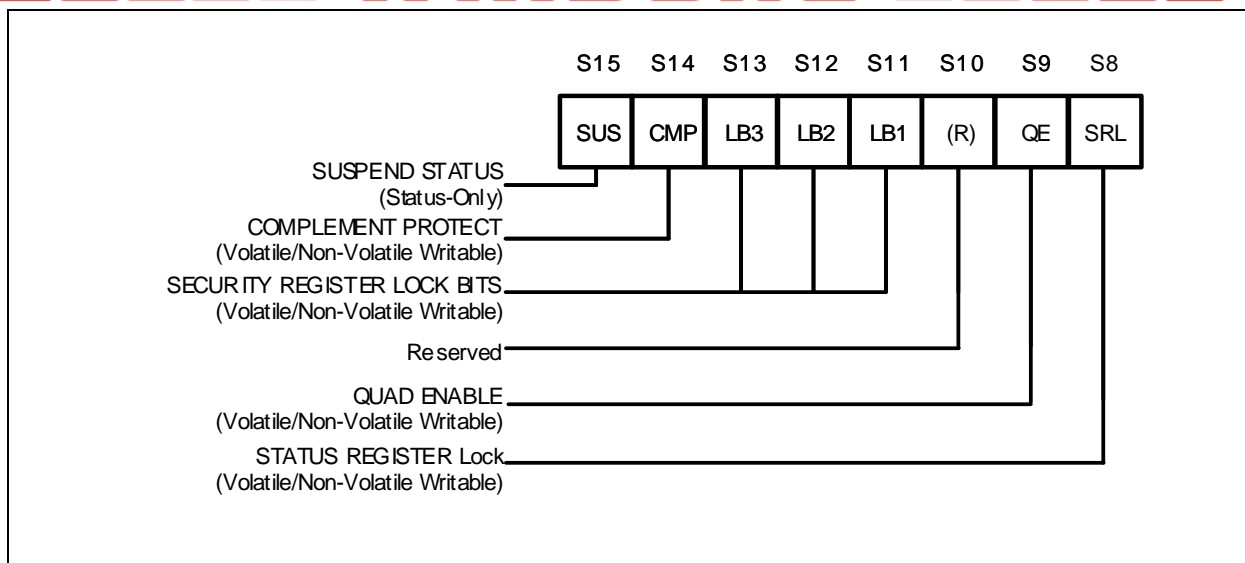 S15 S14 S13 S12 S11 S10 S9 S8
SUS CMP LB3 LB2 LB1 (R) QE SRL
SUSPEND STATUS
(Status-Only)
COMPLEMENT PROTECT
(Volatile/Non-Volatile Writable)
SECURITY REGISTER LOCK BITS
(Volatile/Non-Volatile Writable)
Reserved
QUAD ENABLE
(Volatile/Non-Volatile Writable)
STATUS REGISTER Lock
(Volatile/Non-Volatile Writable)